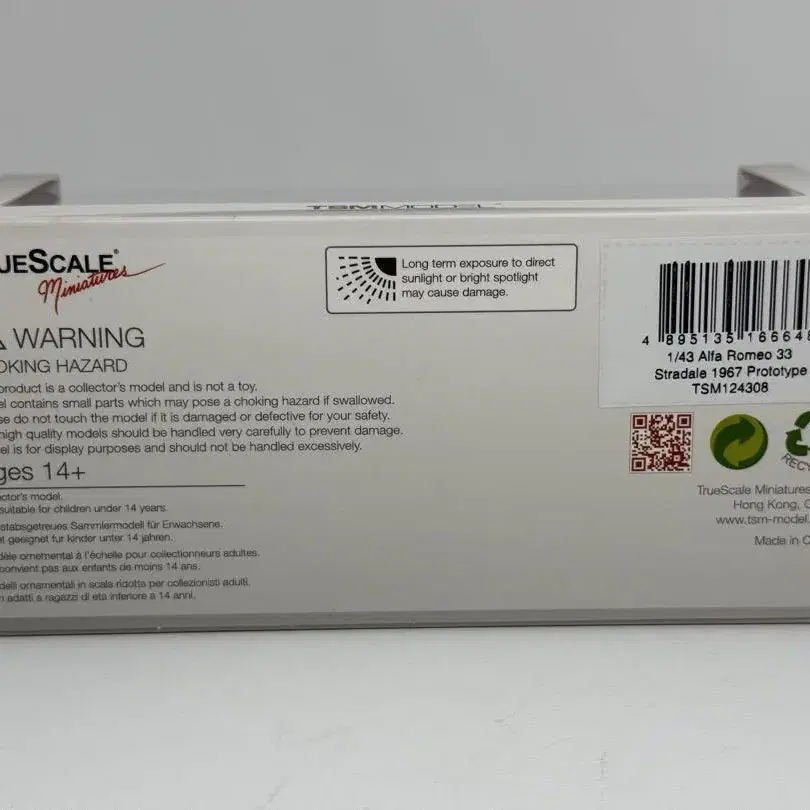 TSMMODEL
UESCALE®
Miniatures
WARNING
OKING HAZARD
product is a collector's model and is not a toy.
el contains small parts which may pose a choking hazard if swallowed.
se do not touch the model if it is damaged or defective for your safety.
high quality models should be handled very carefully to prevent damage.
el is for display purposes and should not be handled excessively.
ges 14+
ctor's model.
suitable for children under 14 years.
stabsgetreues Sammlermodell für Erwachsene.
t geeignet fur kinder unter 14 jahren.
dèle ornemental à l'échelle pour collectionneurs adultes.
convient pas aux enfants de moins 14 ans.
delli ornamentali in scala ridotta per collezionisti adulti.
n adatti a ragazzi di eta inferiore a 14 anni.
Long term exposure to direct
sunlight or bright spotlight
may cause damage.
4 895135 16664
1/43 Alfa Romeo 33
Stradale 1967 Prototype
TSM124308
RECY
TrueScale Miniatures
Hong Kong, C
www.tsm-model.
Made in C